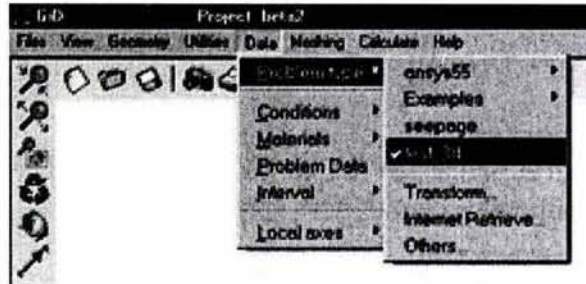 GiD Project beta2
Files View Geometry Utilities Data Meshing Calculate Help
Problem type
Conditions
Materials
Problem Data
Interval
Local axes
ansys55
Examples
seepage
Transform...
Internet Retrieve...
Others...